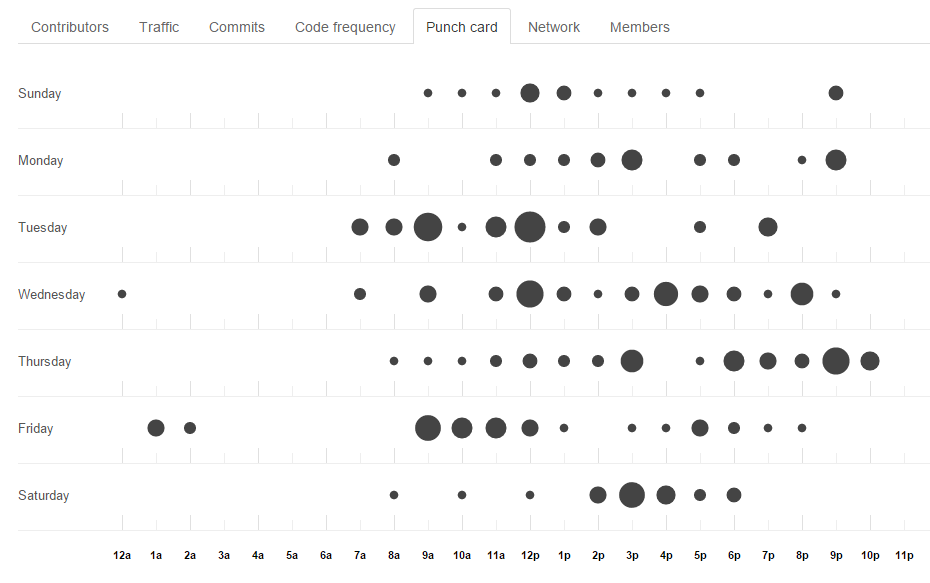 Contributors Traffic Commits Code frequency Punch card Network Members
Sunday
Monday
Tuesday
Wednesday
Thursday
Friday
Saturday
12a 1a 2a 3a 4a 5a 6a 7a 8a 9a 10a 11a 12p 1p 2p 3p 4p 5p 6p 7p 8p 9p 10p 11p